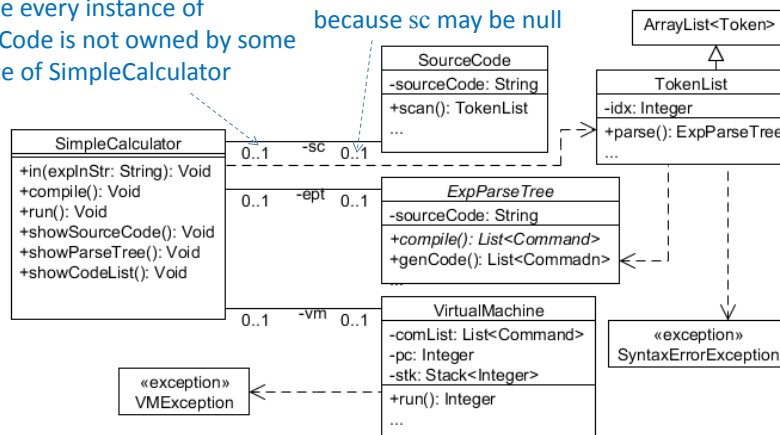 e every instance of
Code is not owned by some
ce of SimpleCalculator
because sc may be null
ArrayList<Token>
SourceCode
-sourceCode: String
+scan(): TokenList
...
TokenList
-idx: Integer
+parse(): ExpParseTree
...
SimpleCalculator
+in(expInStr: String): Void
+compile(): Void
+run(): Void
+showSourceCode(): Void
+showParseTree(): Void
+showCodeList(): Void
0..1 -sc 0..1
0..1 -ept 0..1
0..1 -vm 0..1
ExpParseTree
-sourceCode: String
+compile(): List<Command>
+genCode(): List<Commadn>
...
VirtualMachine
-comList: List<Command>
-pc: Integer
-stk: Stack<Integer>
+run(): Integer
...
«exception»
SyntaxErrorException
«exception»
VMException